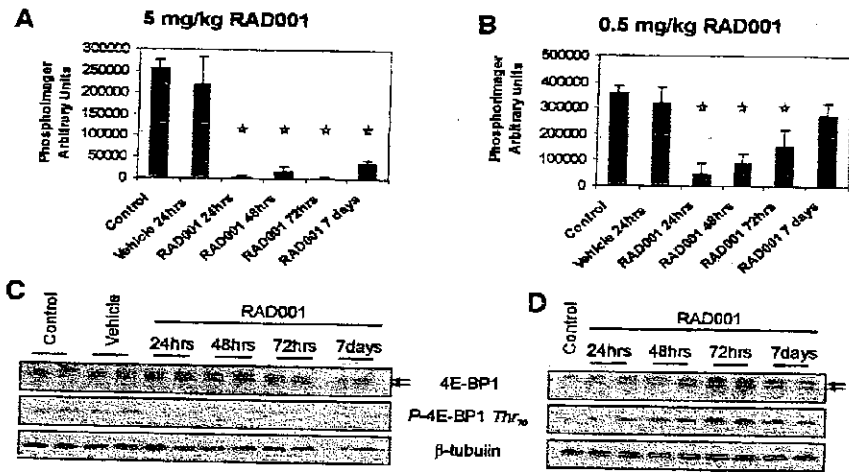 A
5 mg/kg RAD001
Phosphoimager
Arbitrary Units
300000
250000
200000
150000
100000
50000
0
Control
Vehicle 24hrs
RAD001 24hrs
RAD001 48hrs
RAD001 72hrs
RAD001 7 days
B
0.5 mg/kg RAD001
Phosphorimager
Arbitrary Units
500000
400000
300000
200000
100000
0
Control
Vehicle 24hrs
RAD001 24hrs
RAD001 48hrs
RAD001 72hrs
RAD001 7 days
C
Control
Vehicle
RAD001
24hrs 48hrs 72hrs 7days
4E-BP1
P-4E-BP1 Thr70
β-tubulin
D
Control
RAD001
24hrs 48hrs 72hrs 7days